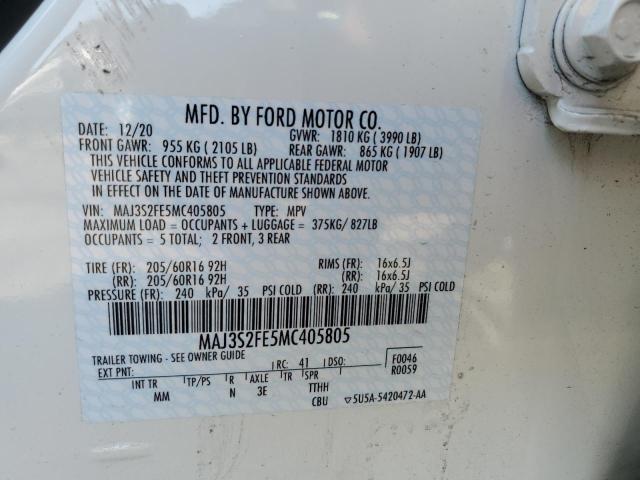 MFD. BY FORD MOTOR CO.
DATE: 12/20 GVWR: 1810 KG ( 3990 LB)
FRONT GAWR: 955 KG ( 2105 LB) REAR GAWR: 865 KG ( 1907 LB)
THIS VEHICLE CONFORMS TO ALL APPLICABLE FEDERAL MOTOR
VEHICLE SAFETY AND THEFT PREVENTION STANDARDS
IN EFFECT ON THE DATE OF MANUFACTURE SHOWN ABOVE.
VIN: MAJ3S2FE5MC405805 TYPE: MPV
MAXIMUM LOAD = OCCUPANTS + LUGGAGE = 375KG/ 827LB
OCCUPANTS = 5 TOTAL; 2 FRONT, 3 REAR
TIRE (FR): 205/60R16 92H RIMS (FR): 16x6.5J
(RR): 205/60R16 92H (RR): 16x6.5J
PRESSURE (FR): 240 kPa/ 35 PSI COLD (RR): 240 kPa/ 35 PSI COLD
MAJ3S2FE5MC405805
TRAILER TOWING - SEE OWNER GUIDE F0046
EXT PNT: RC: 41 DSO: R0059
INT TR TP/PS R AXLE TR SPR
MM N 3E TTHH
CBU ▽5U5A-5420472-AA